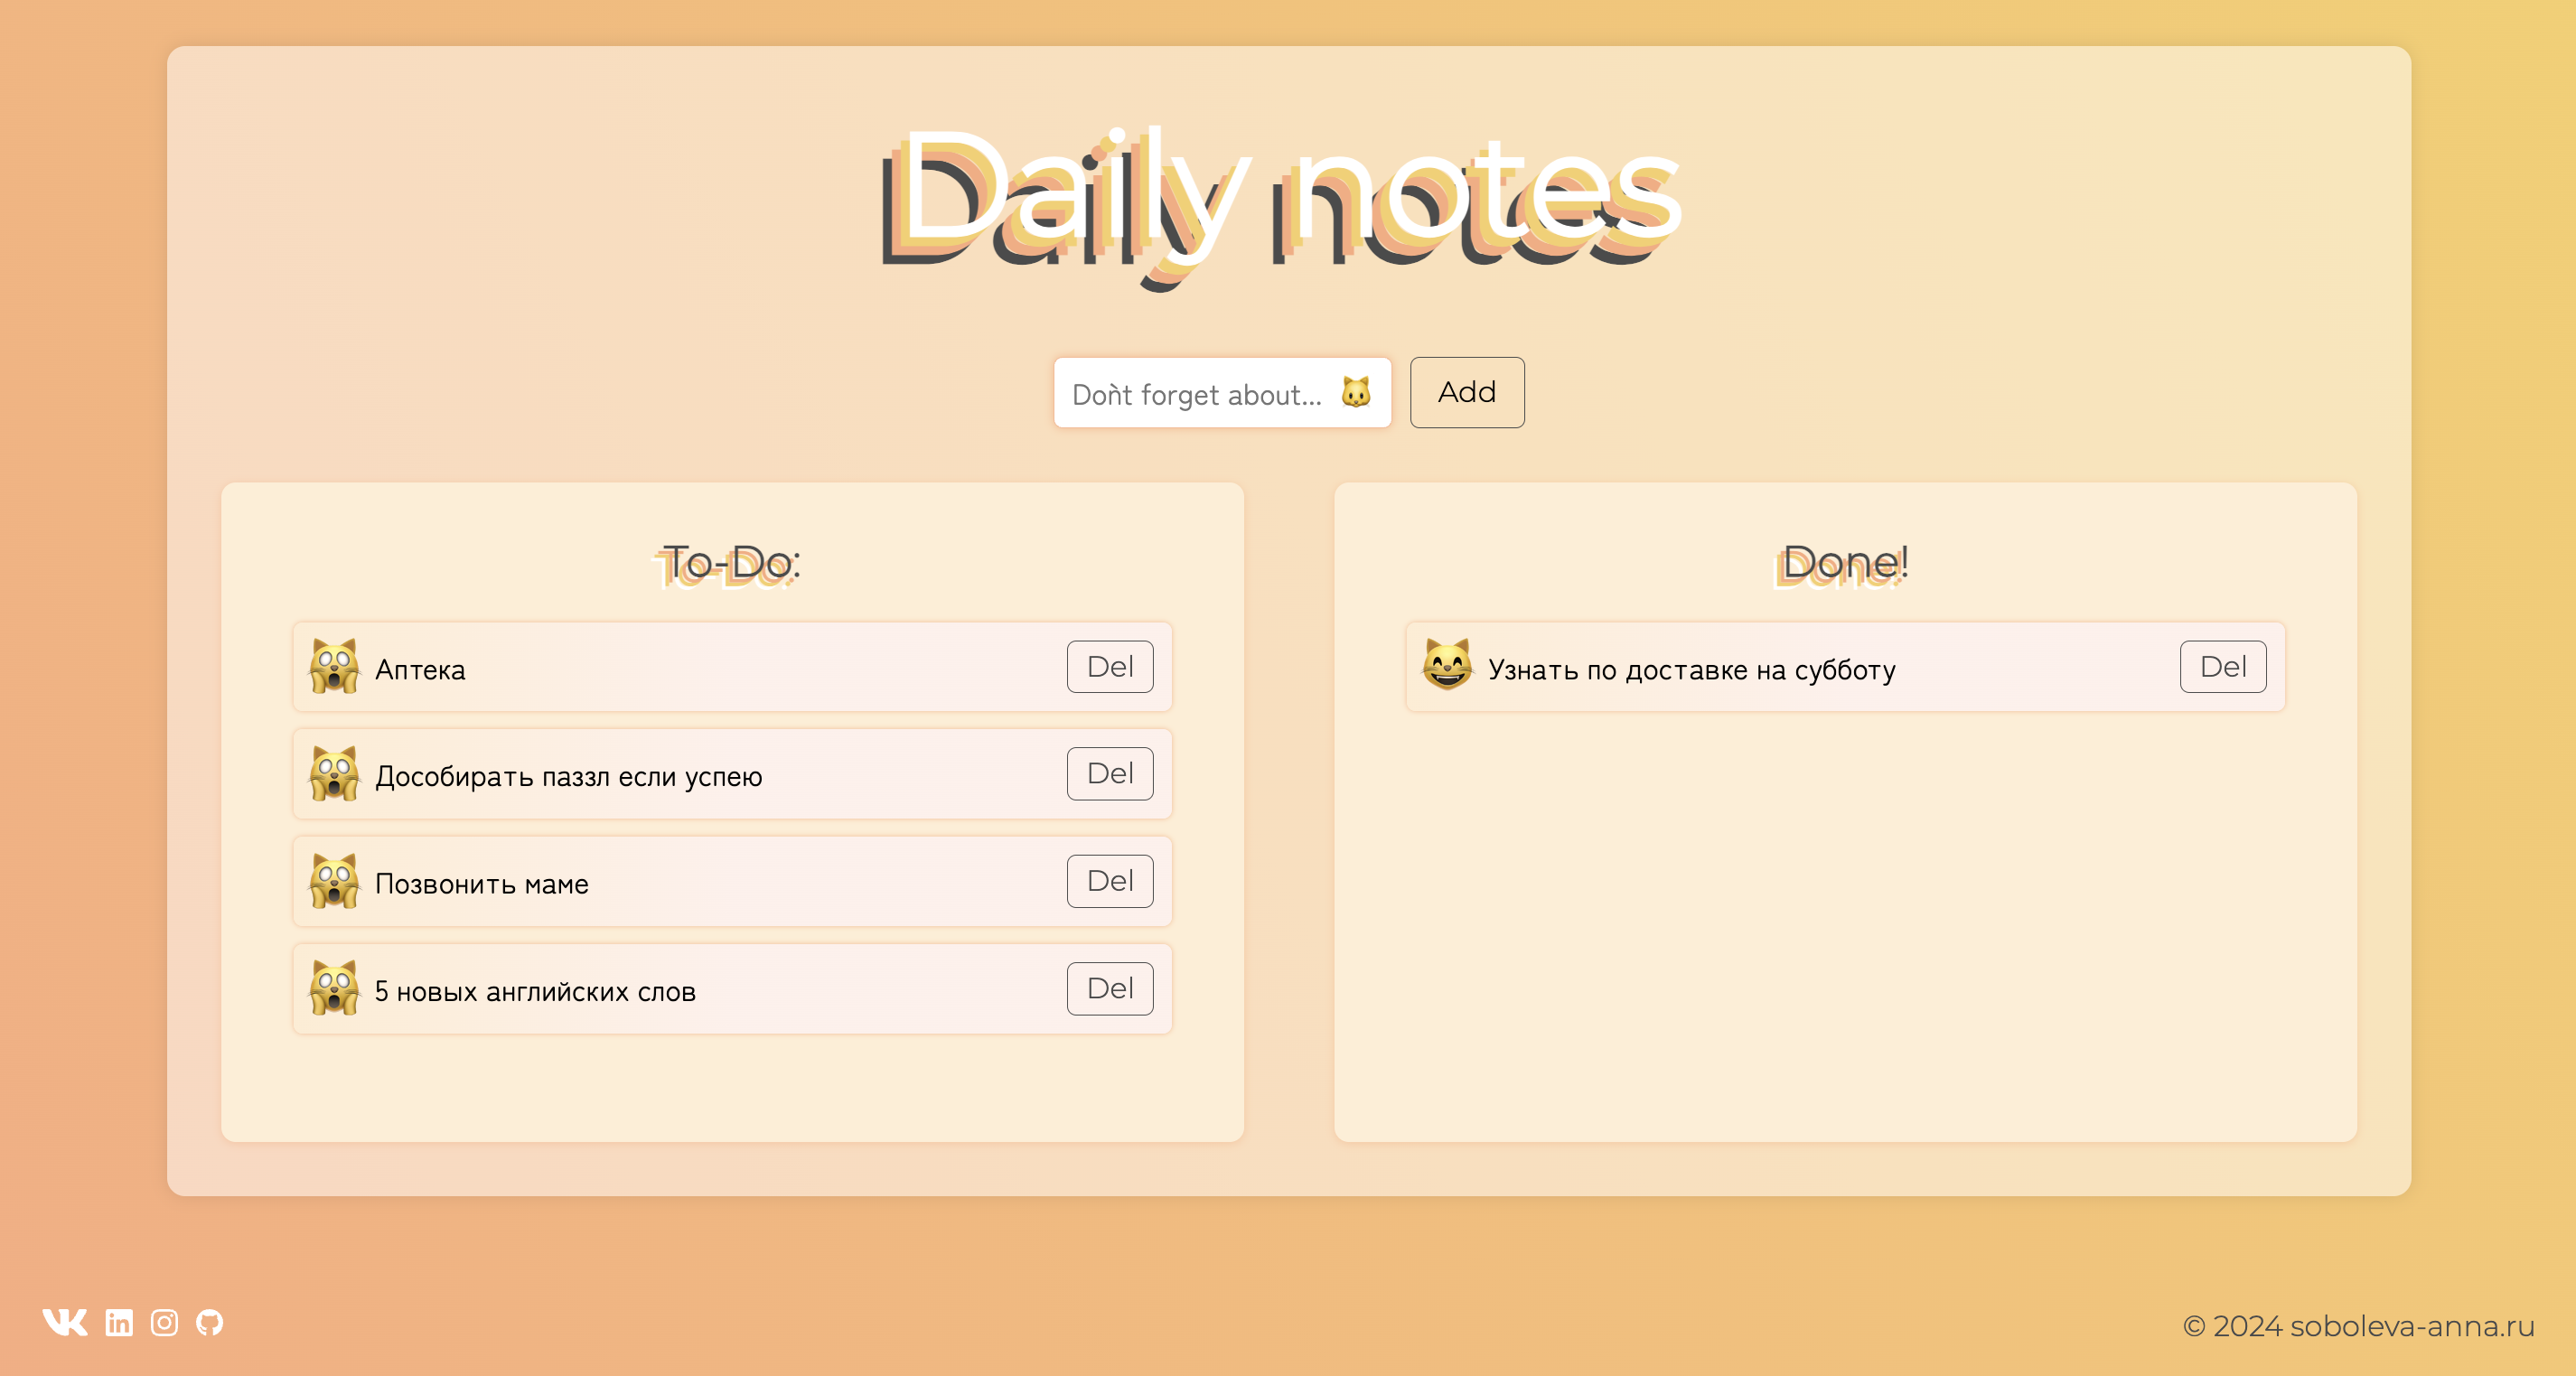 Daily notes
Don̏t forget about...
Add
To-Do:
Аптека
Del
Дособирать паззл если успею
Del
Позвонить маме
Del
5 новых английских слов
Del
Done!
Узнать по доставке на субботу
Del
© 2024 soboleva-anna.ru